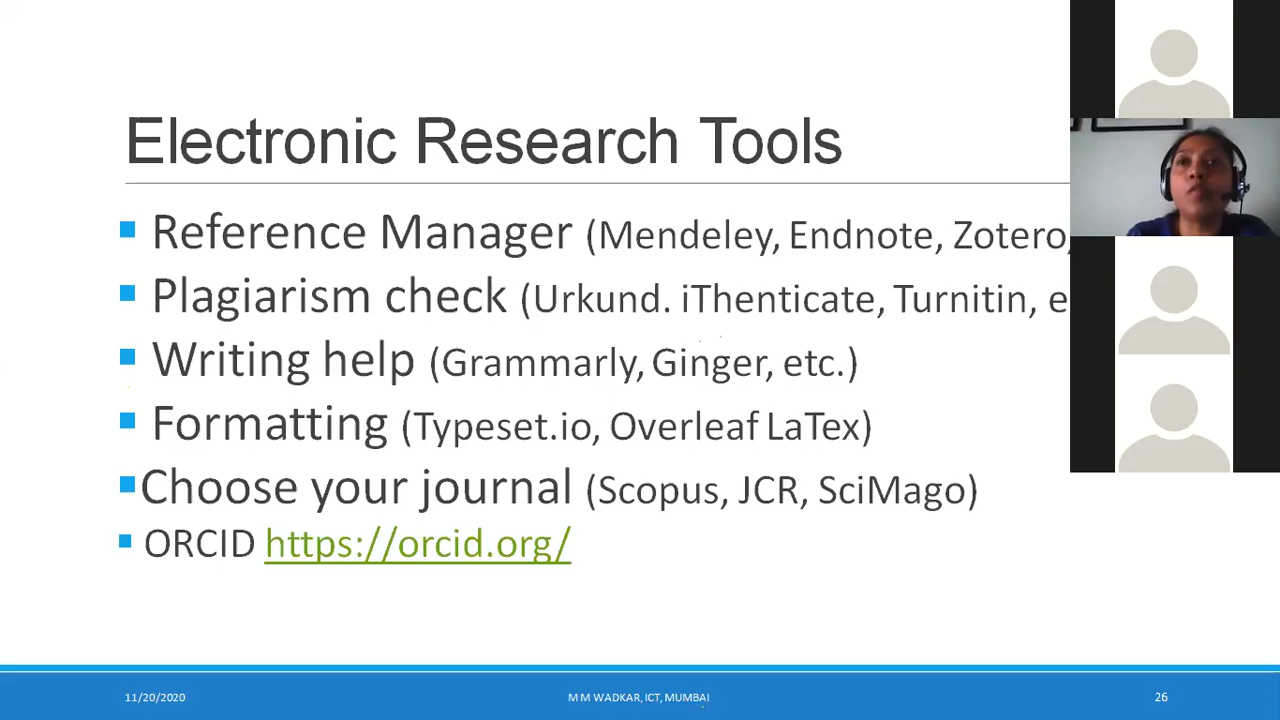 Electronic Research Tools
Reference Manager (Mendeley, Endnote, Zotero,
Plagiarism check (Urkund. iThenticate, Turnitin, e
Writing help (Grammarly, Ginger, etc.)
Formatting (Typeset.io, Overleaf LaTex)
Choose your journal (Scopus, JCR, SciMago)
ORCID https://orcid.org/
11/20/2020
M M WADKAR, ICT, MUMBAI
26